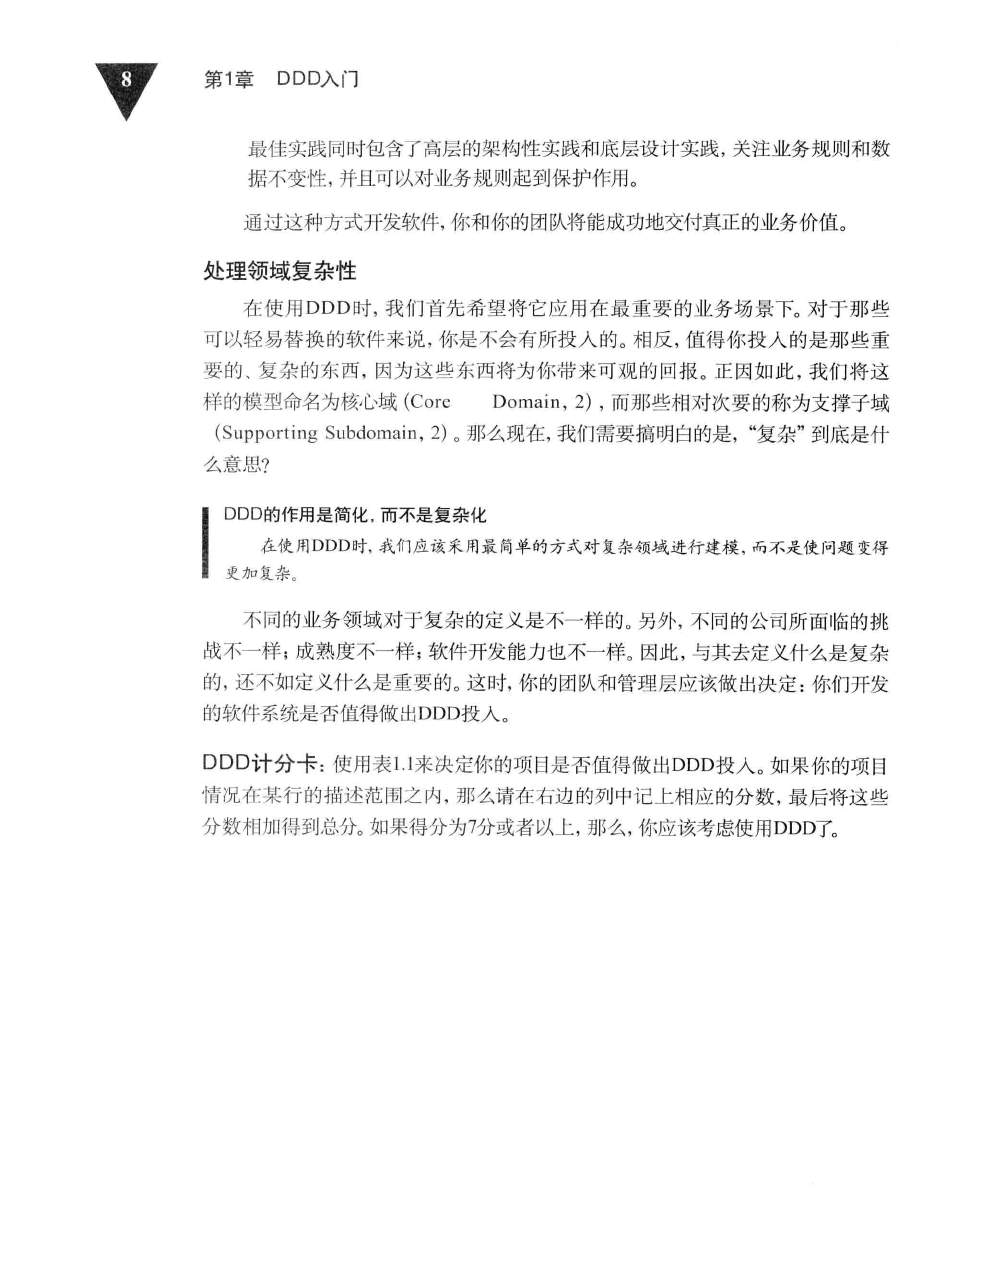 8
第1章 DDD入门
最佳实践同时包含了高层的架构性实践和底层设计实践，关注业务规则和数
据不变性，并且可以对业务规则起到保护作用。
通过这种方式开发软件，你和你的团队将能成功地交付真正的业务价值。
处理领域复杂性
在使用DDD时，我们首先希望将它应用在最重要的业务场景下。对于那些
可以轻易替换的软件来说，你是不会有所投入的。相反，值得你投入的是那些重
要的、复杂的东西，因为这些东西将为你带来可观的回报。正因如此，我们将这
样的模型命名为核心域（Core Domain，2），而那些相对次要的称为支撑子域
（Supporting Subdomain，2）。那么现在，我们需要搞明白的是，“复杂”到底是什
么意思？
DDD的作用是简化，而不是复杂化
在使用DDD时，我们应该采用最简单的方式对复杂领域进行建模，而不是使问题变得
更加复杂。
不同的业务领域对于复杂的定义是不一样的。另外，不同的公司所面临的挑
战不一样；成熟度不一样；软件开发能力也不一样。因此，与其去定义什么是复杂
的，还不如定义什么是重要的。这时，你的团队和管理层应该做出决定：你们开发
的软件系统是否值得做出DDD投入。
DDD计分卡：使用表1.1来决定你的项目是否值得做出DDD投入。如果你的项目
情况在某行的描述范围之内，那么请在右边的列中记上相应的分数，最后将这些
分数相加得到总分。如果得分为7分或者以上，那么，你应该考虑使用DDD了。